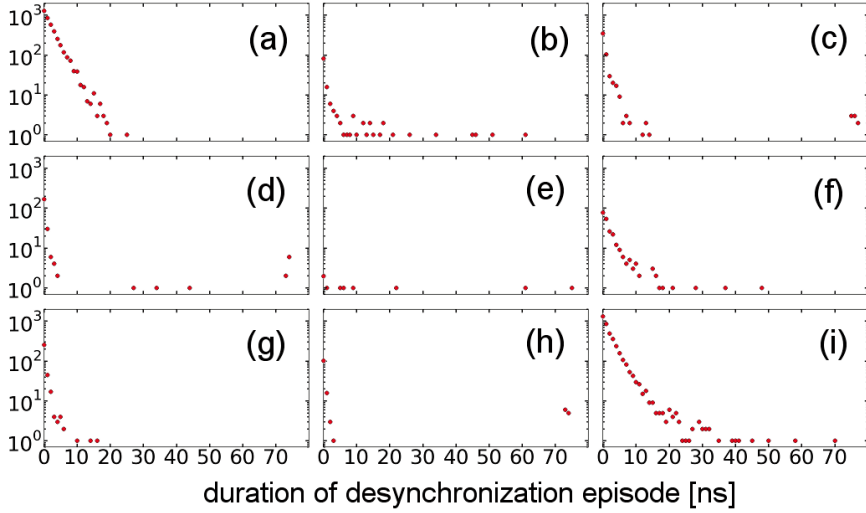 10³
10²
10¹
10⁰
(a)
(b)
(c)
10³
10²
10¹
10⁰
(d)
(e)
(f)
10³
10²
10¹
10⁰
(g)
(h)
(i)
0 10 20 30 40 50 60 70 0 10 20 30 40 50 60 70 0 10 20 30 40 50 60 70
duration of desynchronization episode [ns]